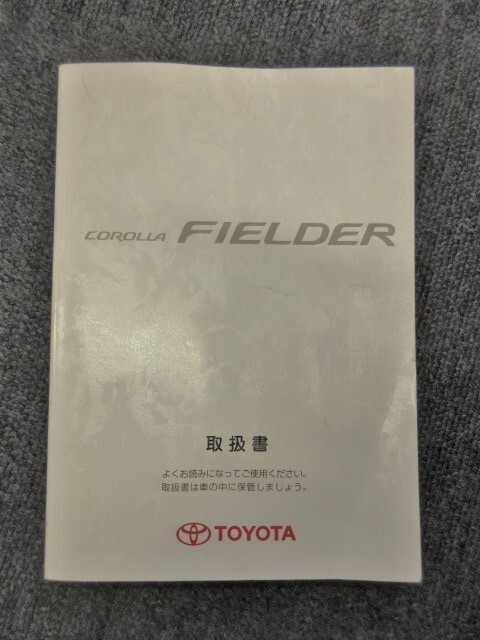 COROLLA FIELDER
取扱書
よくお読みになってご使用ください。
取扱書は車の中に保管しましょう。
TOYOTA